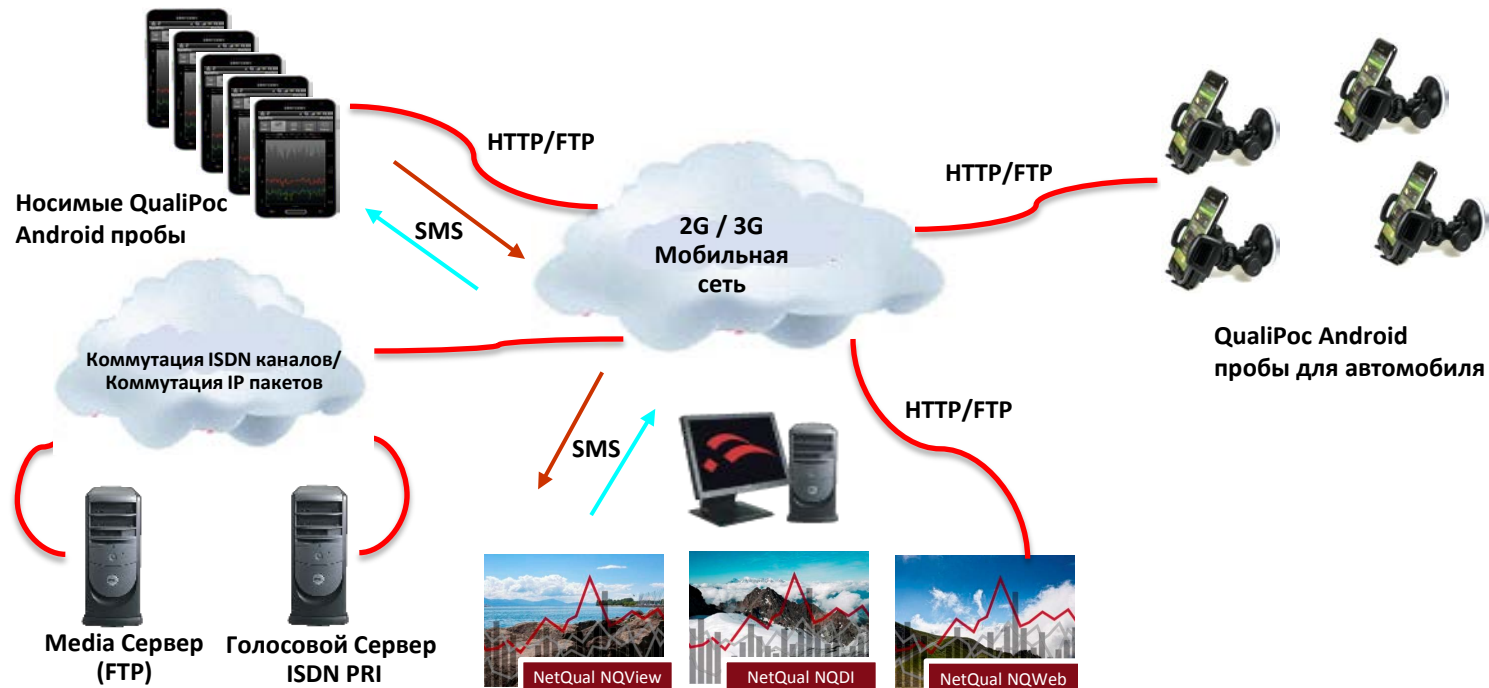 HTTP/FTP
HTTP/FTP
Носимые QualiPoc
Android пробы
SMS
2G / 3G
Мобильная
сеть
Коммутация ISDN каналов/
Коммутация IP пакетов
QualiPoc Android
пробы для автомобиля
HTTP/FTP
SMS
Media Сервер
(FTP)
Голосовой Сервер
ISDN PRI
NetQual NQView
NetQual NQDI
NetQual NQWeb